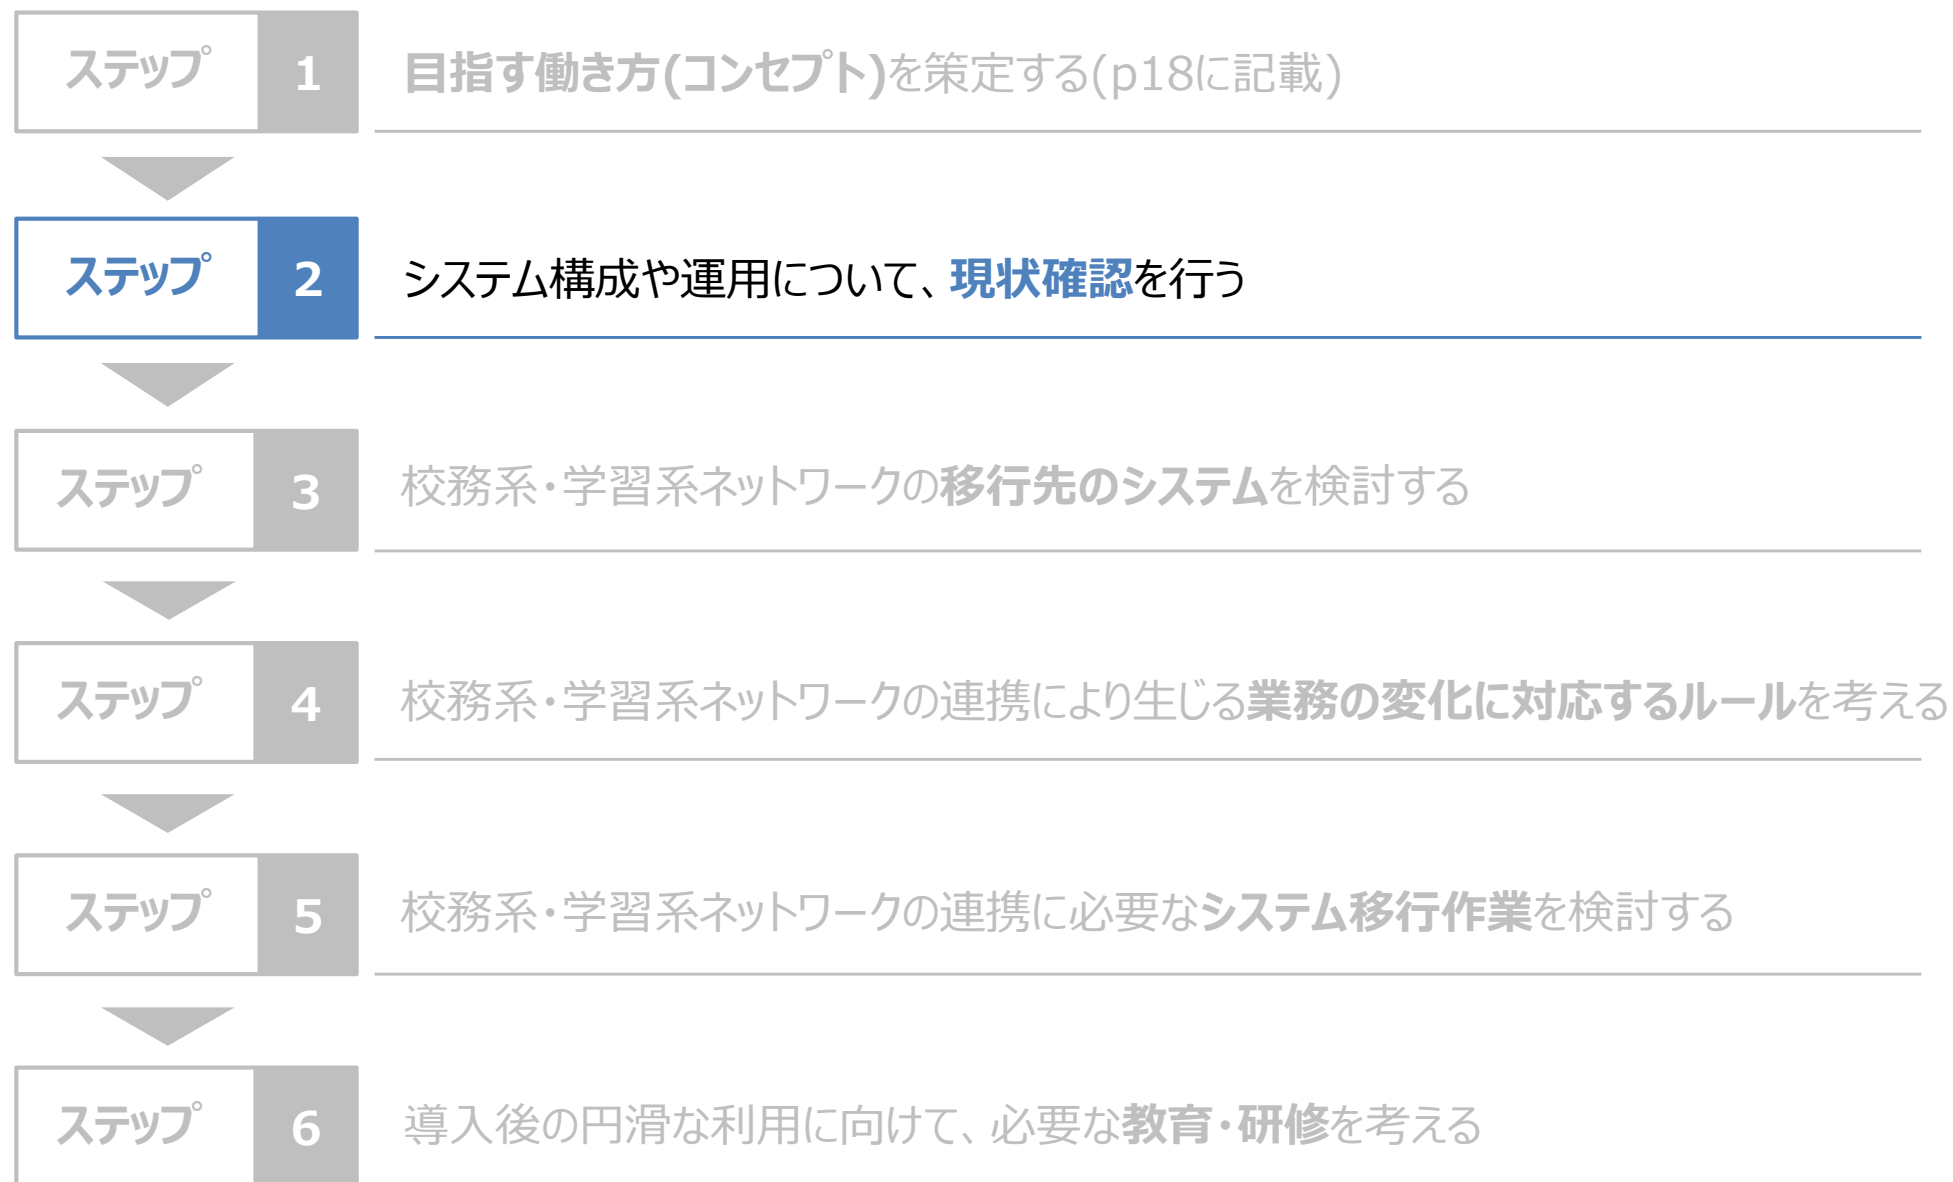 ステップ 1 目指す働き方(コンセプト)を策定する(p18に記載)
ステップ 2 システム構成や運用について、現状確認を行う
ステップ 3 校務系・学習系ネットワークの移行先のシステムを検討する
ステップ 4 校務系・学習系ネットワークの連携により生じる業務の変化に対応するルールを考える
ステップ 5 校務系・学習系ネットワークの連携に必要なシステム移行作業を検討する
ステップ 6 導入後の円滑な利用に向けて、必要な教育・研修を考える